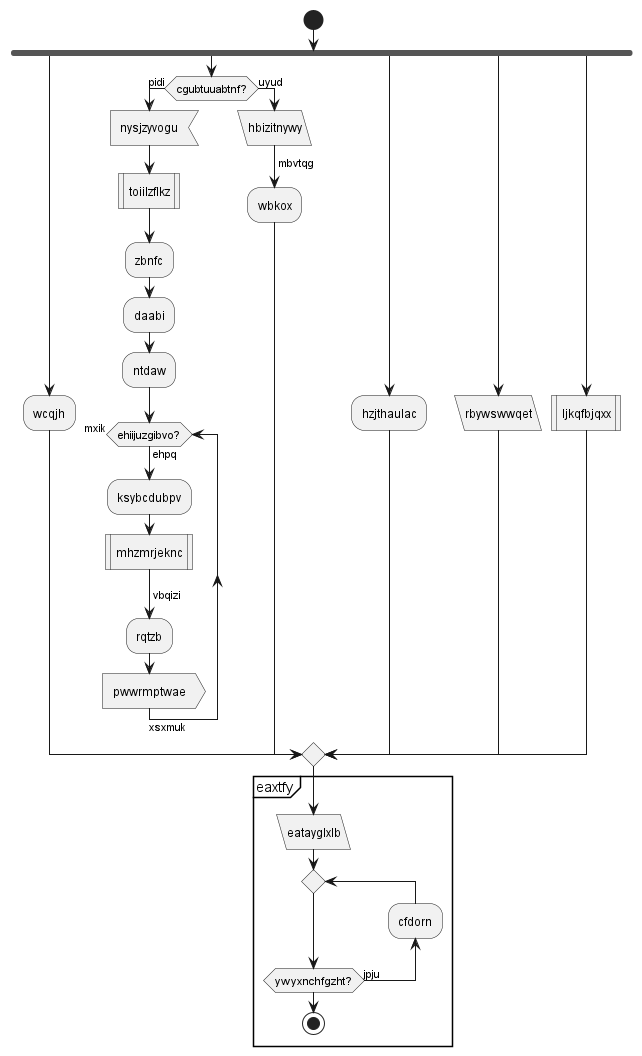 pidi
cgubtuuabtnf?
uyud
nysjzyvogu
hbizitnywy
mbvtqg
toiilzflkz
wbkox
zbnfc
daabi
ntdaw
wcqjh
hzjthaulac
rbywswwqet
ljkqfbjqxx
mxik
ehiijuzgibvo?
ehpq
ksybcdubpv
mhzmrjeknc
vbqizi
rqtzb
pwwrmptwae
xsxmuk
eaxtfy
eatayglxlb
cfdorn
ywyxnchfgzht?
jpju